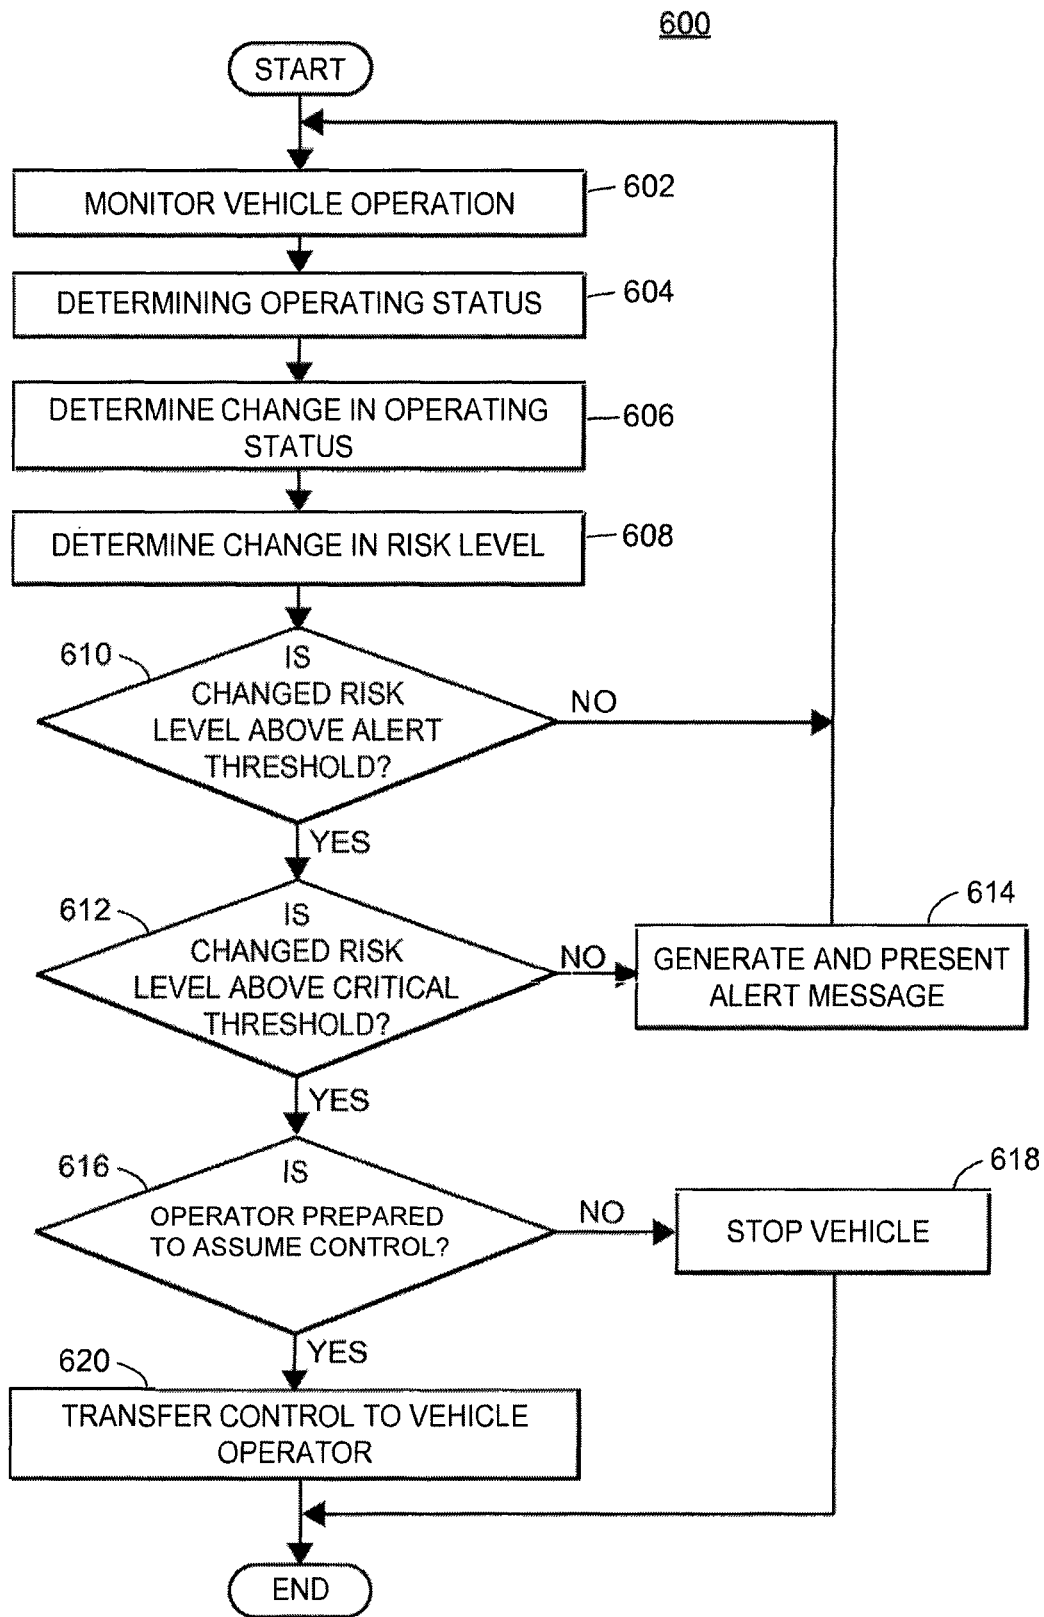 600
START
MONITOR VEHICLE OPERATION
602
DETERMINING OPERATING STATUS
604
DETERMINE CHANGE IN OPERATING
STATUS
606
DETERMINE CHANGE IN RISK LEVEL
608
610
IS
CHANGED RISK
LEVEL ABOVE ALERT
THRESHOLD?
NO
YES
612
IS
CHANGED RISK
LEVEL ABOVE CRITICAL
THRESHOLD?
NO
614
GENERATE AND PRESENT
ALERT MESSAGE
YES
616
IS
OPERATOR PREPARED
TO ASSUME CONTROL?
NO
618
STOP VEHICLE
YES
620
TRANSFER CONTROL TO VEHICLE
OPERATOR
END